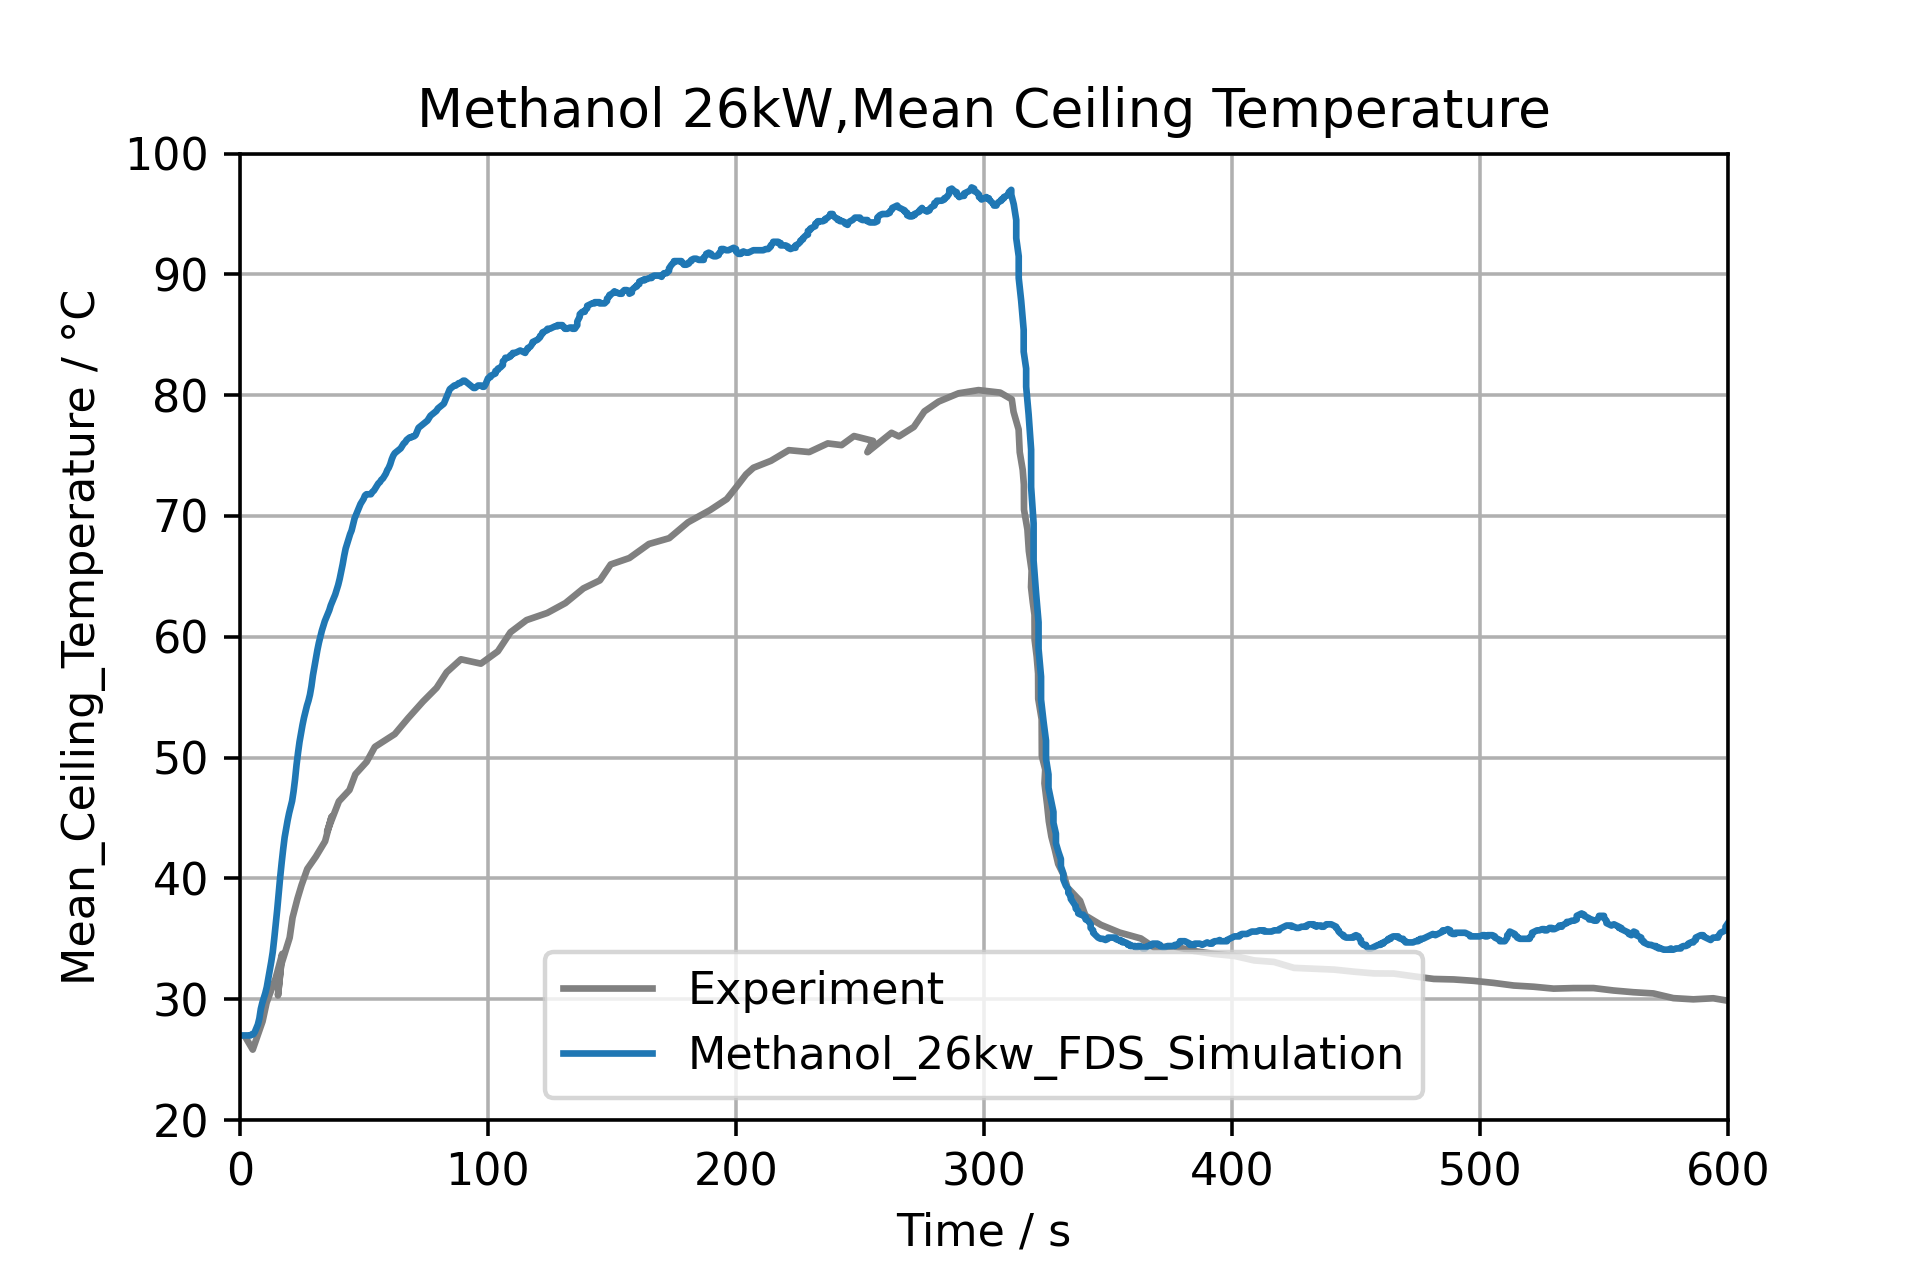 Methanol 26kW,Mean Ceiling Temperature
Mean_Ceiling_Temperature / °C
100
90
80
70
60
50
40
30
20
Experiment
Methanol_26kw_FDS_Simulation
0 100 200 300 400 500 600
Time / s